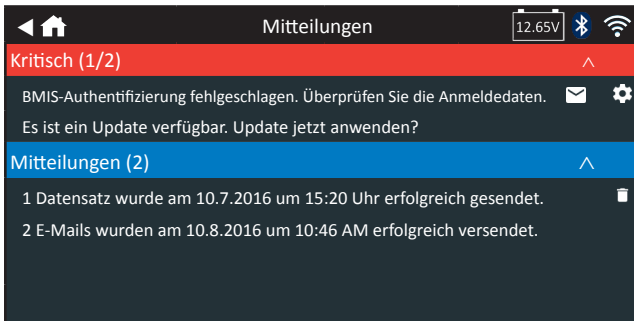 Mitteilungen 12.65V
Kritisch (1/2)
BMIS-Authentifizierung fehlgeschlagen. Überprüfen Sie die Anmeldedaten.
Es ist ein Update verfügbar. Update jetzt anwenden?
Mitteilungen (2)
1 Datensatz wurde am 10.7.2016 um 15:20 Uhr erfolgreich gesendet.
2 E-Mails wurden am 10.8.2016 um 10:46 AM erfolgreich versendet.